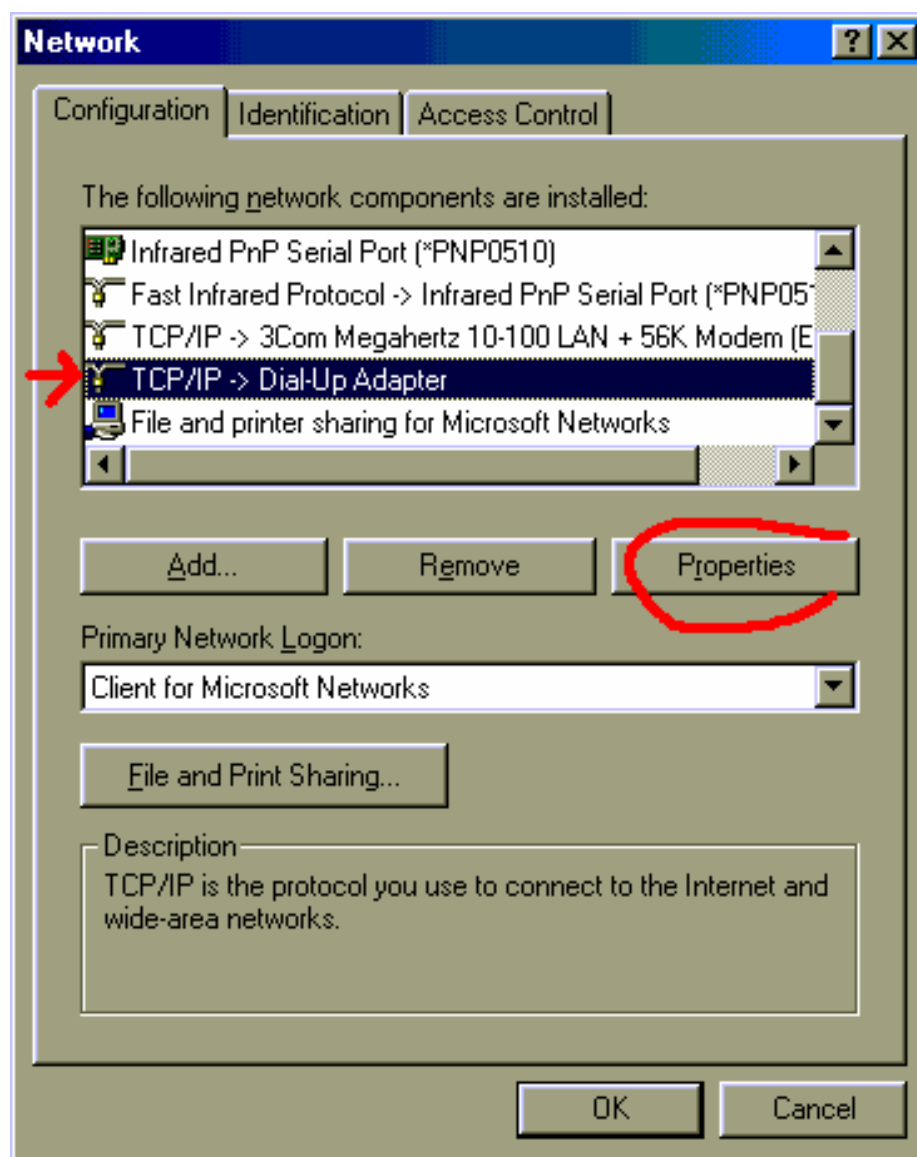 Network
Configuration Identification Access Control
The following network components are installed:
Infrared PnP Serial Port (*PNP0510)
Fast Infrared Protocol -> Infrared PnP Serial Port (*PNP05
TCP/IP -> 3Com Megahertz 10-100 LAN + 56K Modem (E
TCP/IP -> Dial-Up Adapter
File and printer sharing for Microsoft Networks
Add... Remove Properties
Primary Network Logon:
Client for Microsoft Networks
File and Print Sharing...
Description
TCP/IP is the protocol you use to connect to the Internet and
wide-area networks.
OK Cancel